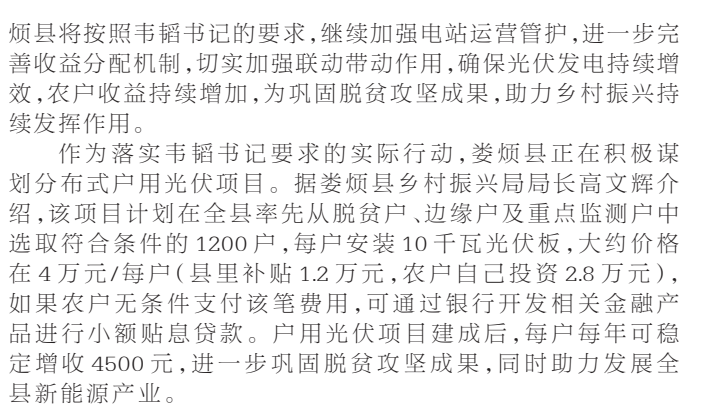 烦县将按照韦韬书记的要求,继续加强电站运营管护,进一步完
善收益分配机制,切实加强联动带动作用,确保光伏发电持续增
效,农户收益持续增加,为巩固脱贫攻坚成果,助力乡村振兴持
续发挥作用。
作为落实韦韬书记要求的实际行动,娄烦县正在积极谋
划分布式户用光伏项目。据娄烦县乡村振兴局局长高文辉介
绍,该项目计划在全县率先从脱贫户、边缘户及重点监测户中
选取符合条件的 1200 户,每户安装 10 千瓦光伏板,大约价格
在 4 万元/每户(县里补贴 1.2 万元,农户自己投资 2.8 万元),
如果农户无条件支付该笔费用,可通过银行开发相关金融产
品进行小额贴息贷款。户用光伏项目建成后,每户每年可稳
定增收 4500 元,进一步巩固脱贫攻坚成果,同时助力发展全
县新能源产业。